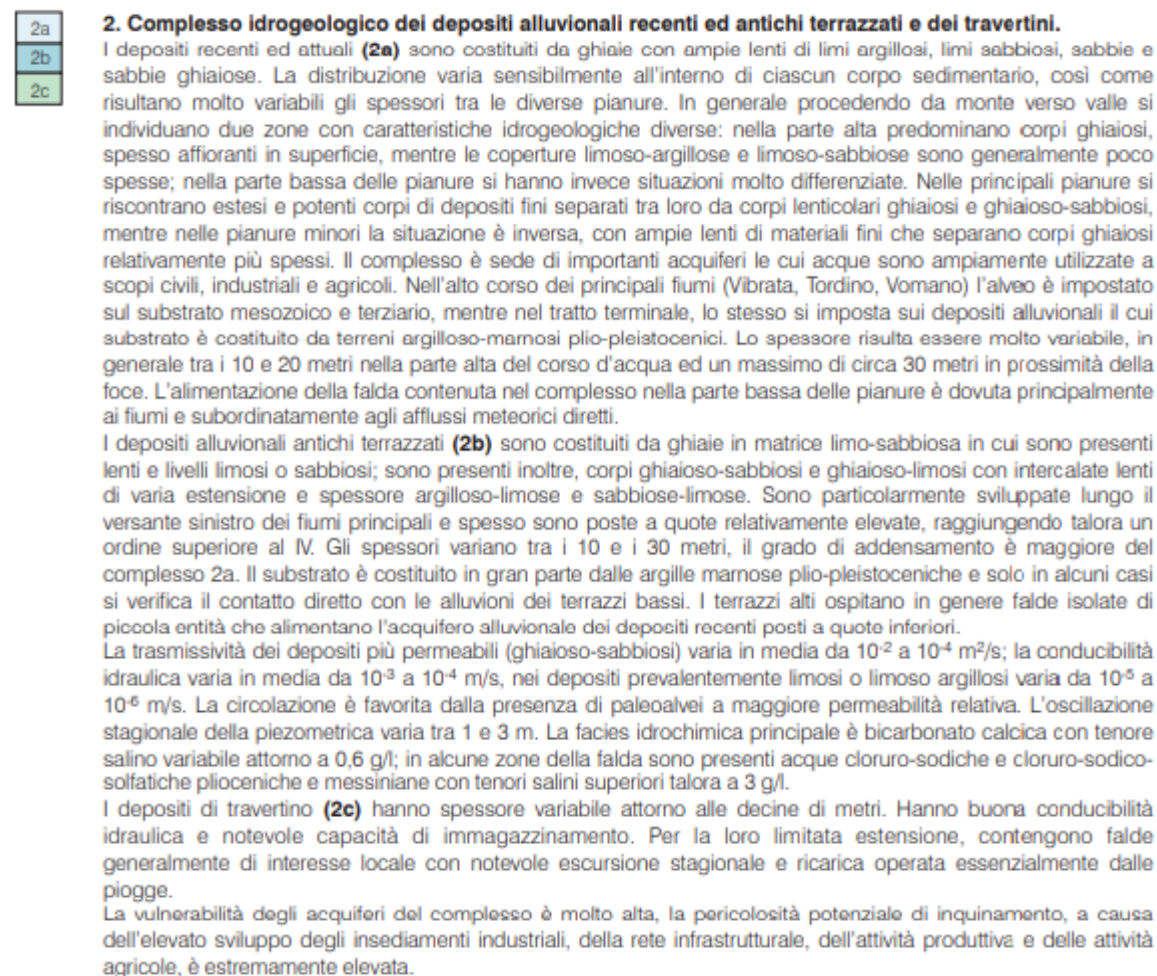 2a
2b
2c
2. Complesso idrogeologico dei depositi alluvionali recenti ed antichi terrazzati e dei travertini.
I depositi recenti ed attuali (2a) sono costituiti da ghiaie con ampie lenti di limi argillosi, limi sabbiosi, sabbie e
sabbie ghiaiose. La distribuzione varia sensibilmente all'interno di ciascun corpo sedimentario, così come
risultano molto variabili gli spessori tra le diverse pianure. In generale procedendo da monte verso valle si
individuano due zone con caratteristiche idrogeologiche diverse: nella parte alta predominano corpi ghiaiosi,
spesso affioranti in superficie, mentre le coperture limoso-argillose e limoso-sabbiose sono generalmente poco
spesse; nella parte bassa delle pianure si hanno invece situazioni molto differenziate. Nelle principali pianure si
riscontrano estesi e potenti corpi di depositi fini separati tra loro da corpi lenticolari ghiaiosi e ghiaioso-sabbiosi,
mentre nelle pianure minori la situazione è inversa, con ampie lenti di materiali fini che separano corpi ghiaiosi
relativamente più spessi. Il complesso è sede di importanti acquiferi le cui acque sono ampiamente utilizzate a
scopi civili, industriali e agricoli. Nell'alto corso dei principali fiumi (Vibrata, Tordino, Vomano) l'alveo è impostato
sul substrato mesozoico e terziario, mentre nel tratto terminale, lo stesso si imposta sui depositi alluvionali il cui
substrato è costituito da terreni argilloso-marnosi plio-pleistocenici. Lo spessore risulta essere molto variabile, in
generale tra i 10 e 20 metri nella parte alta del corso d'acqua ed un massimo di circa 30 metri in prossimità della
foce. L'alimentazione della falda contenuta nel complesso nella parte bassa delle pianure è dovuta principalmente
ai fiumi e subordinatamente agli afflussi meteorici diretti.
I depositi alluvionali antichi terrazzati (2b) sono costituiti da ghiaie in matrice limo-sabbiosa in cui sono presenti
lenti e livelli limosi o sabbiosi; sono presenti inoltre, corpi ghiaioso-sabbiosi e ghiaioso-limosi con intercalate lenti
di varia estensione e spessore argilloso-limose e sabbiose-limose. Sono particolarmente sviluppate lungo il
versante sinistro dei fiumi principali e spesso sono poste a quote relativamente elevate, raggiungendo talora un
ordine superiore al IV. Gli spessori variano tra i 10 e i 30 metri, il grado di addensamento è maggiore del
complesso 2a. Il substrato è costituito in gran parte dalle argille marnose plio-pleistoceniche e solo in alcuni casi
si verifica il contatto diretto con le alluvioni dei terrazzi bassi. I terrazzi alti ospitano in genere falde isolate di
piccola entità che alimentano l'acquifero alluvionale dei depositi recenti posti a quote inferiori.
La trasmissività dei depositi più permeabili (ghiaioso-sabbiosi) varia in media da 10⁻² a 10⁻⁴ m²/s; la conducibilità
idraulica varia in media da 10⁻³ a 10⁻⁴ m/s, nei depositi prevalentemente limosi o limoso argillosi varia da 10⁻⁵ a
10⁻⁶ m/s. La circolazione è favorita dalla presenza di paleoalvei a maggiore permeabilità relativa. L'oscillazione
stagionale della piezometrica varia tra 1 e 3 m. La facies idrochimica principale è bicarbonato calcica con tenore
salino variabile attorno a 0,6 g/l; in alcune zone della falda sono presenti acque cloruro-sodiche e cloruro-sodico-
solfatiche plioceniche e messiniane con tenori salini superiori talora a 3 g/l.
I depositi di travertino (2c) hanno spessore variabile attorno alle decine di metri. Hanno buona conducibilità
idraulica e notevole capacità di immagazzinamento. Per la loro limitata estensione, contengono falde
generalmente di interesse locale con notevole escursione stagionale e ricarica operata essenzialmente dalle
piogge.
La vulnerabilità degli acquiferi del complesso è molto alta, la pericolosità potenziale di inquinamento, a causa
dell'elevato sviluppo degli insediamenti industriali, della rete infrastrutturale, dell'attività produttiva e delle attività
agricole, è estremamente elevata.